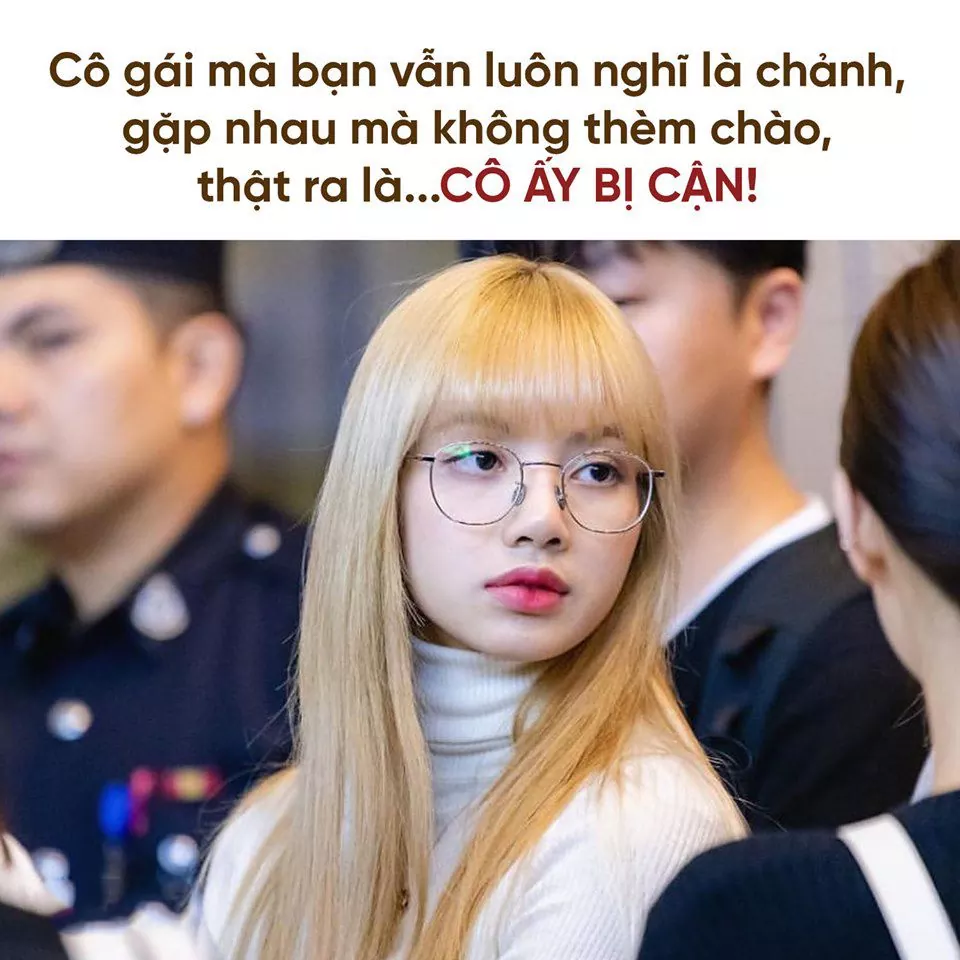 Cô gái mà bạn vẫn luôn nghĩ là chảnh,
gặp nhau mà không thèm chào,
thật ra là...CÔ ẤY BỊ CẬN!